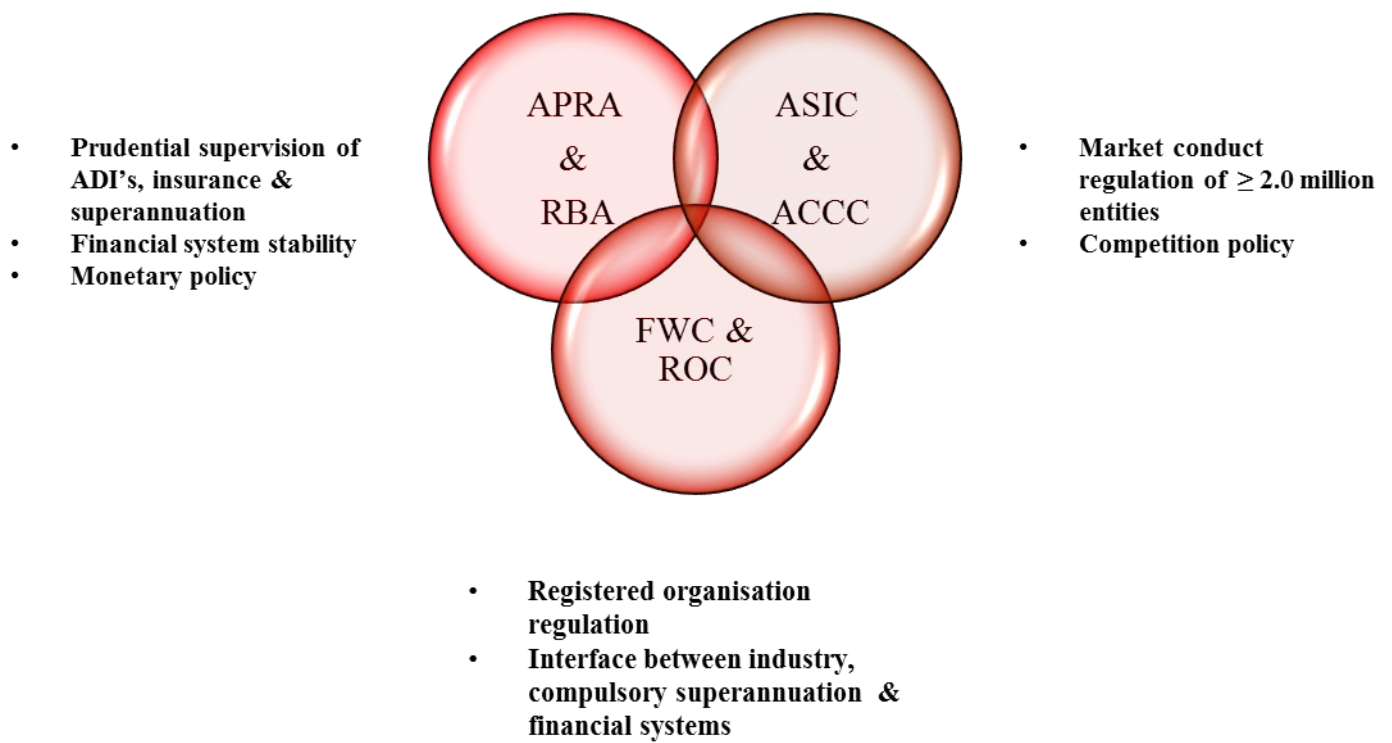 APRA
&
RBA
ASIC
&
ACCC
FWC &
ROC
• Prudential supervision of
ADI’s, insurance &
superannuation
• Financial system stability
• Monetary policy
• Market conduct
regulation of ≥ 2.0 million
entities
• Competition policy
• Registered organisation
regulation
• Interface between industry,
compulsory superannuation &
financial systems